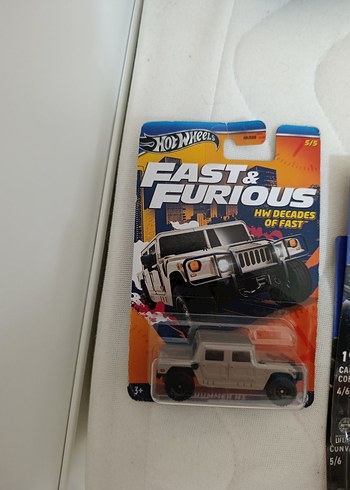 HOT WHEELS
5/5
FAST &
FURIOUS
HW DECADES
OF FAST
3+
4/6
5/6